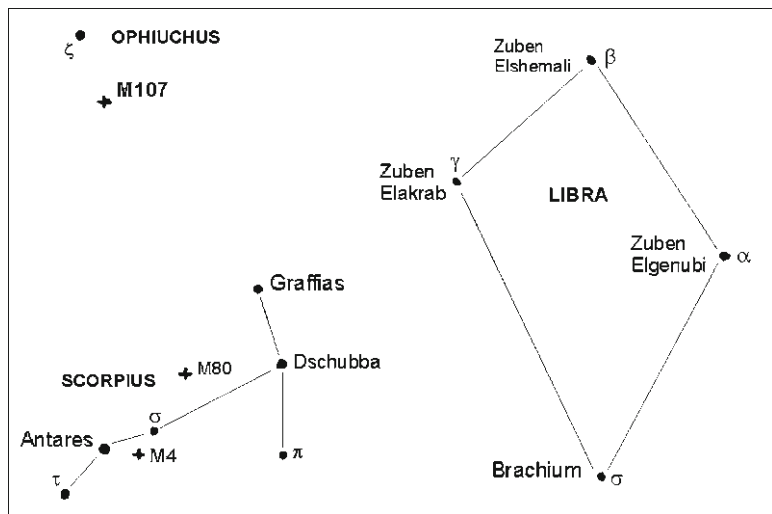 ζ
OPHIUCHUS
M107
Zuben
Elshemali
β
γ
Zuben
Elakrab
LIBRA
Zuben
Elgenubi
α
Graffias
Dschubba
M80
SCORPIUS
σ
Antares
M4
π
τ
Brachium
σ